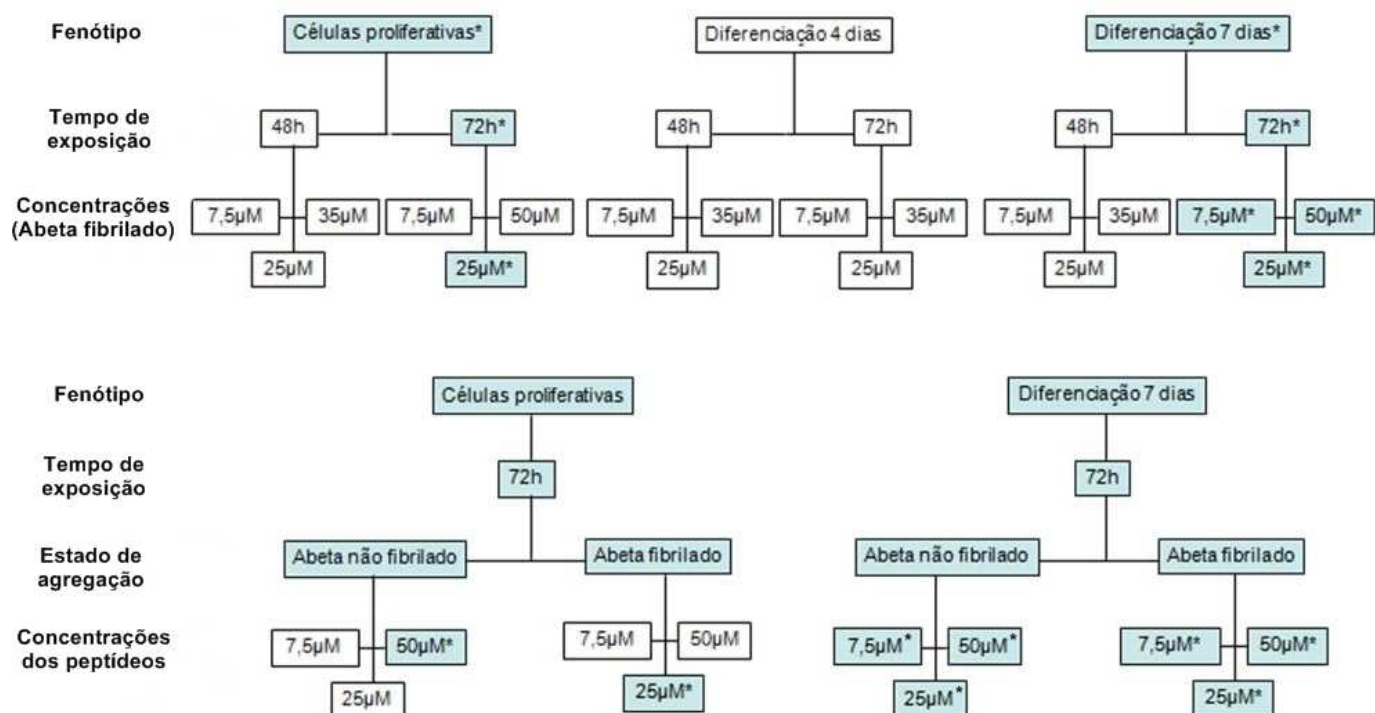 Fenótipo
Células proliferativas*
Diferenciação 4 dias
Diferenciação 7 dias*
Tempo de
exposição
48h
72h*
48h
72h
48h
72h*
Concentrações
(Abeta fibrilado)
7,5µM
35µM
7,5µM
50µM
7,5µM
35µM
7,5µM
35µM
7,5µM
35µM
7,5µM*
50µM*
25µM
25µM*
25µM
25µM
25µM
25µM*
Fenótipo
Células proliferativas
Diferenciação 7 dias
Tempo de
exposição
72h
72h
Estado de
agregação
Abeta não fibrilado
Abeta fibrilado
Abeta não fibrilado
Abeta fibrilado
Concentrações
dos peptídeos
7,5µM
50µM*
7,5µM
50µM
7,5µM*
50µM*
7,5µM*
50µM*
25µM
25µM*
25µM*
25µM*